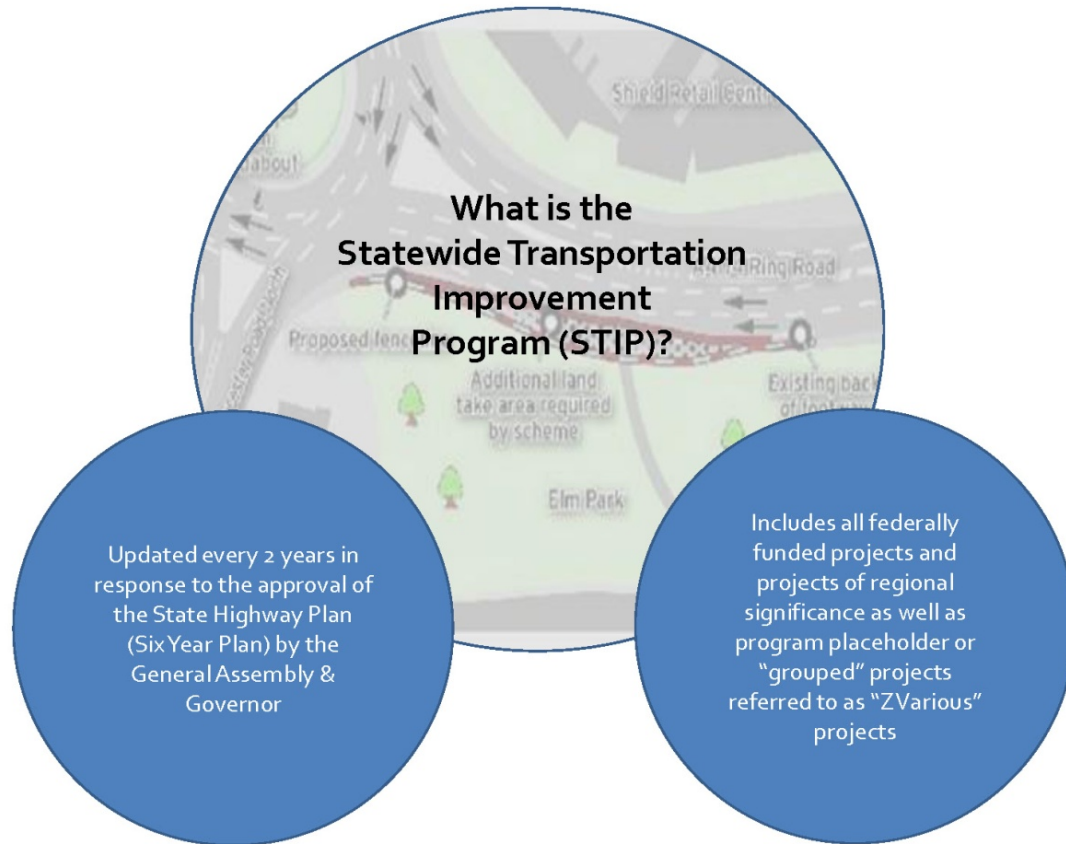 Shield Retail Cent
about
What is the
Statewide Transportation
Ring Road
Improvement
Proposed fenc
Program (STIP)?
Additional land
take area required
by scheme
Existing back
Elm Park
Updated every 2 years in
response to the approval of
the State Highway Plan
(Six Year Plan) by the
General Assembly &
Governor
Includes all federally
funded projects and
projects of regional
significance as well as
program placeholder or
“grouped” projects
referred to as “ZVarious”
projects